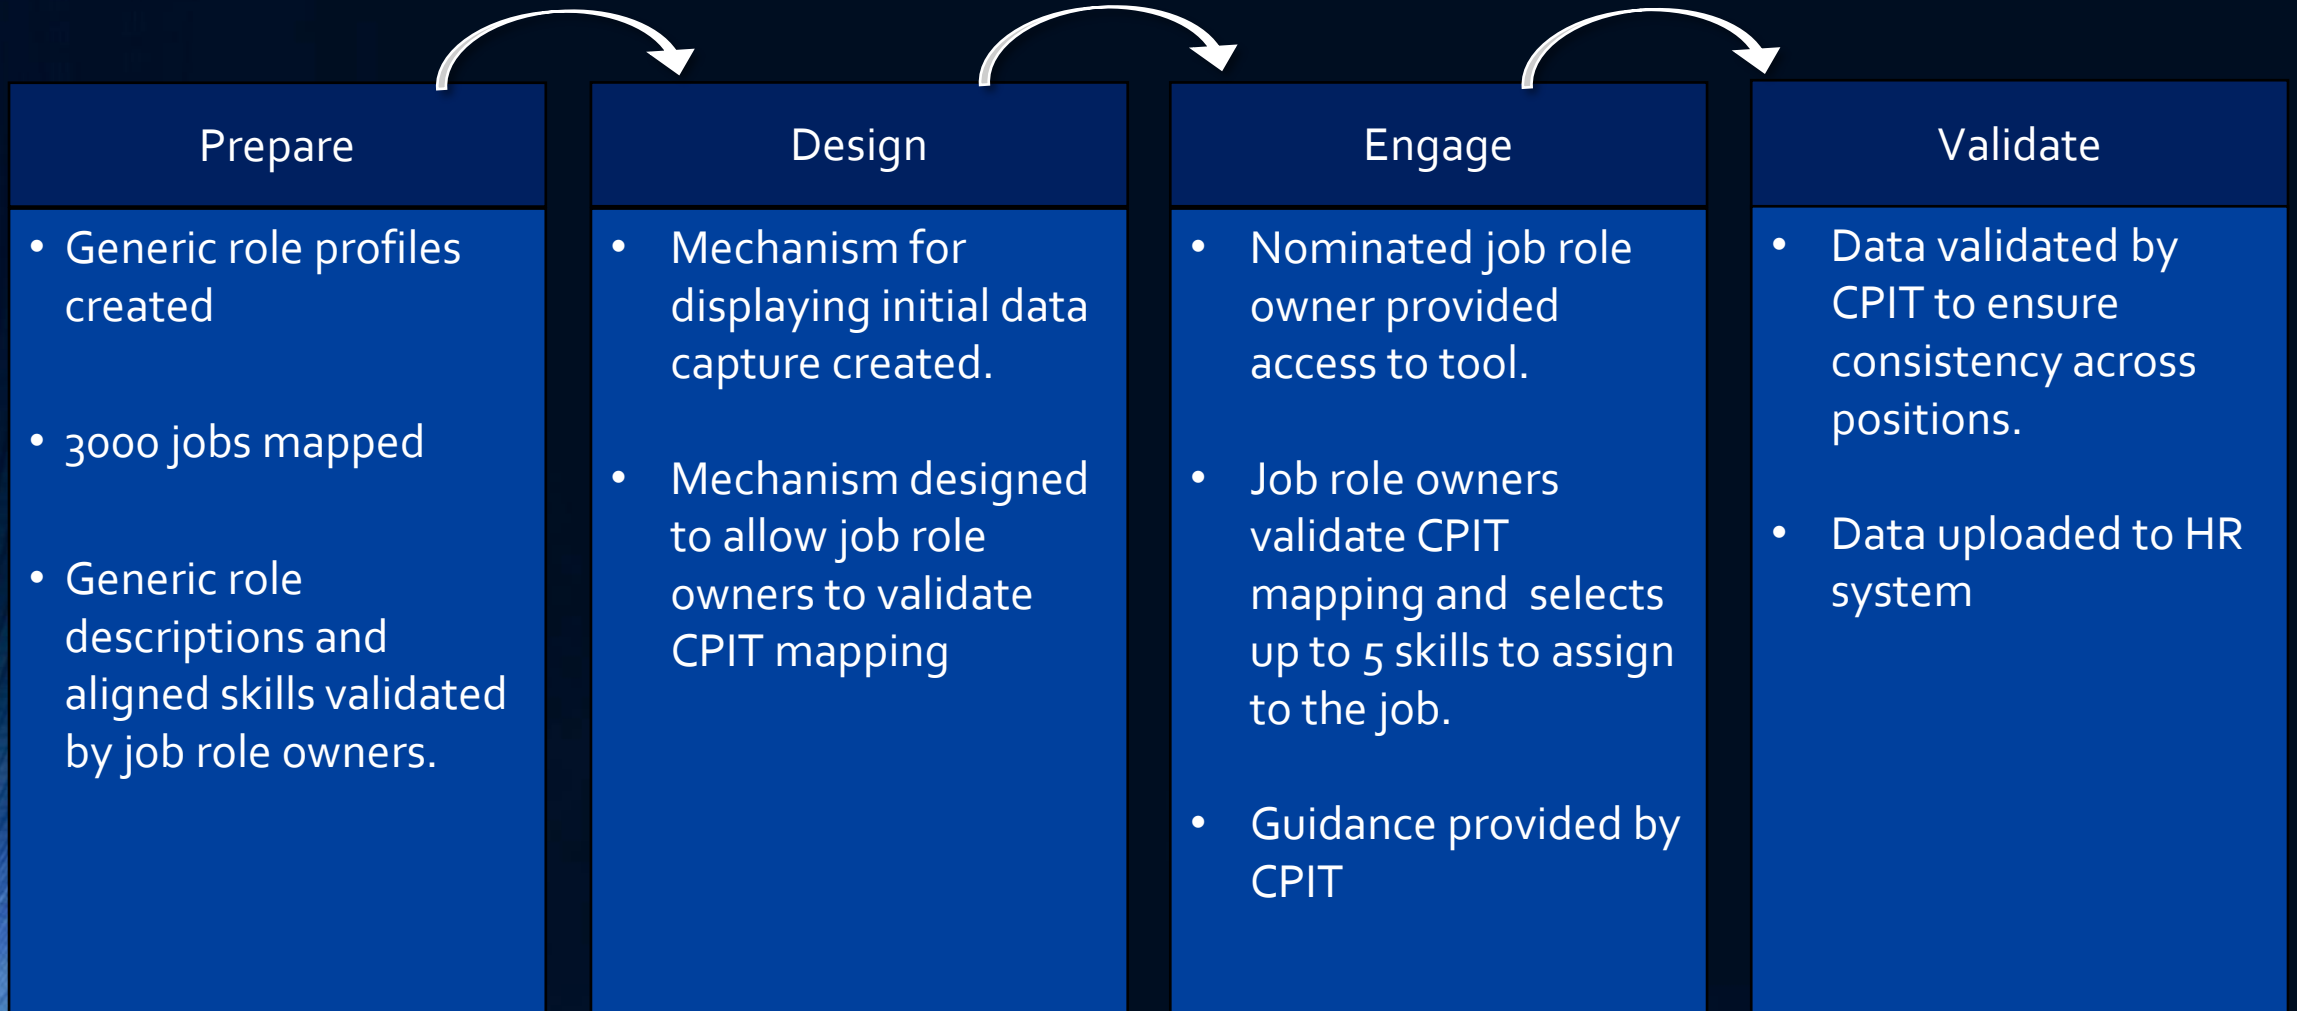 Prepare
• Generic role profiles
created
• 3000 jobs mapped
• Generic role
descriptions and
aligned skills validated
by job role owners.
Design
• Mechanism for
displaying initial data
capture created.
• Mechanism designed
to allow job role
owners to validate
CPIT mapping
Engage
• Nominated job role
owner provided
access to tool.
• Job role owners
validate CPIT
mapping and  selects
up to 5 skills to assign
to the job.
• Guidance provided by
CPIT
Validate
• Data validated by
CPIT to ensure
consistency across
positions.
• Data uploaded to HR
system